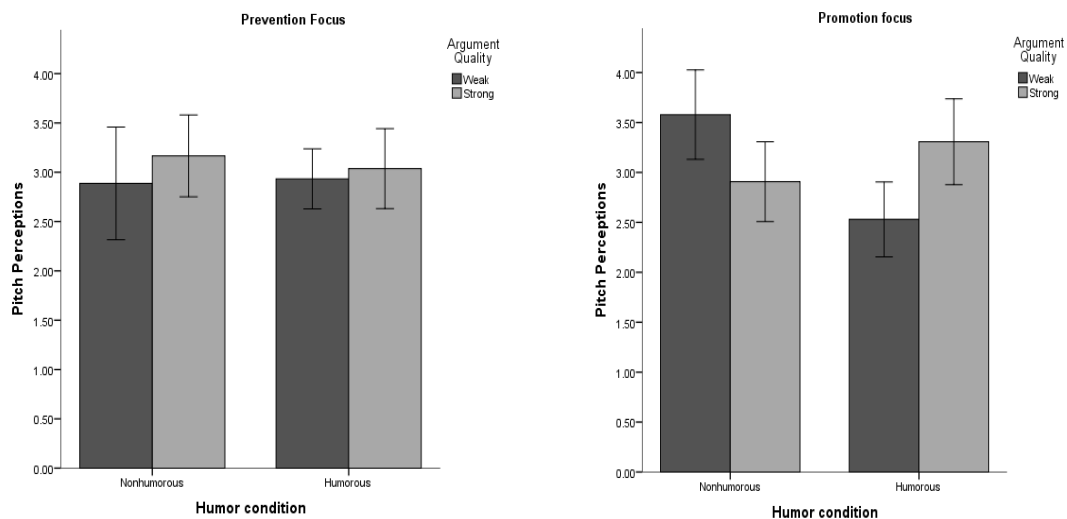 Prevention Focus
Argument
Quality
Weak
Strong
4.00
3.50
3.00
2.50
2.00
1.50
1.00
0.50
0.00
Pitch Perceptions
Nonhumorous
Humorous
Humor condition
Promotion focus
Argument
Quality
Weak
Strong
4.00
3.50
3.00
2.50
2.00
1.50
1.00
0.50
0.00
Pitch Perceptions
Nonhumorous
Humorous
Humor condition